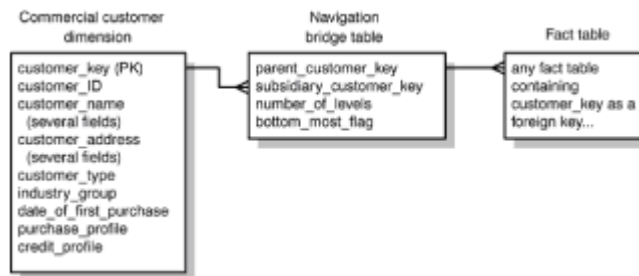 Commercial customer
dimension
customer_key (PK)
customer_ID
customer_name
(several fields)
customer_address
(several fields)
customer_type
industry_group
date_of_first_purchase
purchase_profile
credit_profile
Navigation
bridge table
parent_customer_key
subsidiary_customer_key
number_of_levels
bottom_most_flag
Fact table
any fact table
containing
customer_key as a
foreign key...